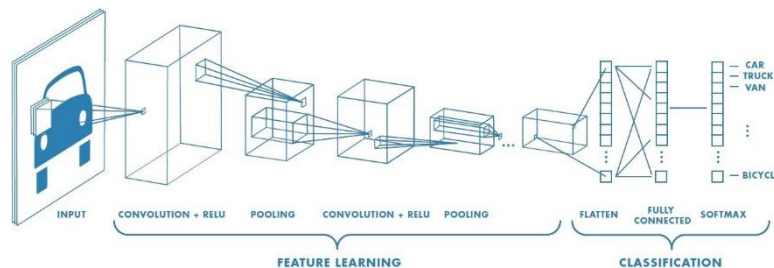 CAR
TRUCK
VAN
BICYCL
INPUT
CONVOLUTION + RELU
POOLING
CONVOLUTION + RELU
POOLING
FLATTEN
FULLY
CONNECTED
SOFTMAX
FEATURE LEARNING
CLASSIFICATION